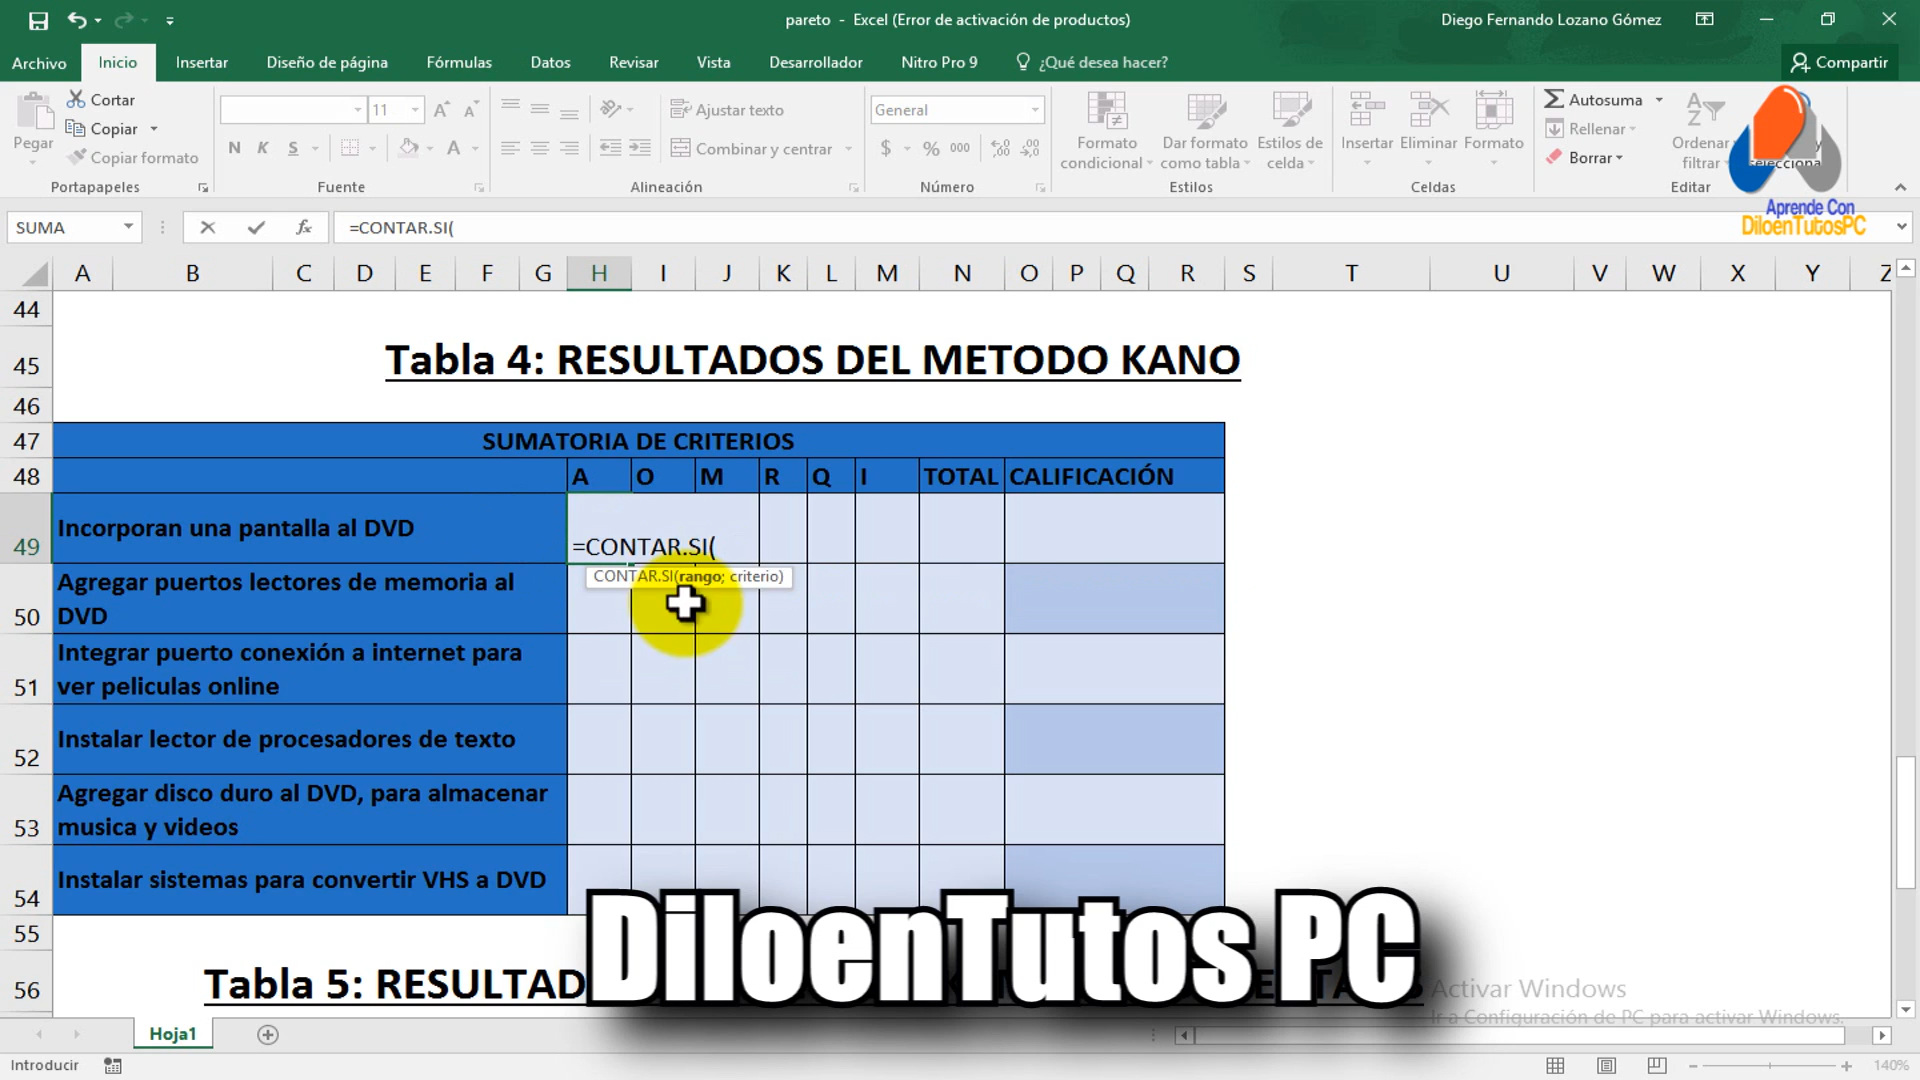 pareto - Excel (Error de activación de productos)
Diego Fernando Lozano Gómez
Archivo Inicio Insertar Diseño de página Fórmulas Datos Revisar Vista Desarrollador Nitro Pro 9 ¿Qué desea hacer? Compartir
Pegar
Cortar
Copiar
Copiar formato
Portapapeles
11
N K S
Fuente
Ajustar texto
Combinar y centrar
Alineación
General
$ % 000
Número
Formato condicional
Dar formato como tabla
Estilos de celda
Estilos
Insertar Eliminar Formato
Celdas
Autosuma
Rellenar
Borrar
Ordenar
filtrar
Editar
Aprende Con
DiloenTutosPC
SUMA
fx
=CONTAR.SI(
A B C D E F G H I J K L M N O P Q R S T U V W X Y Z
44
45 Tabla 4: RESULTADOS DEL METODO KANO
46
47 SUMATORIA DE CRITERIOS
48 A O M R Q I TOTAL CALIFICACIÓN
49 Incorporan una pantalla al DVD
=CONTAR.SI(
CONTAR.SI(rango; criterio)
50 Agregar puertos lectores de memoria al
DVD
51 Integrar puerto conexión a internet para
ver peliculas online
52 Instalar lector de procesadores de texto
53 Agregar disco duro al DVD, para almacenar
musica y videos
54 Instalar sistemas para convertir VHS a DVD
55
DiloenTutos PC
56 Tabla 5:
Activar Windows
Ir a Configuración de PC para activar Windows.
Hoja1
Introducir
140%